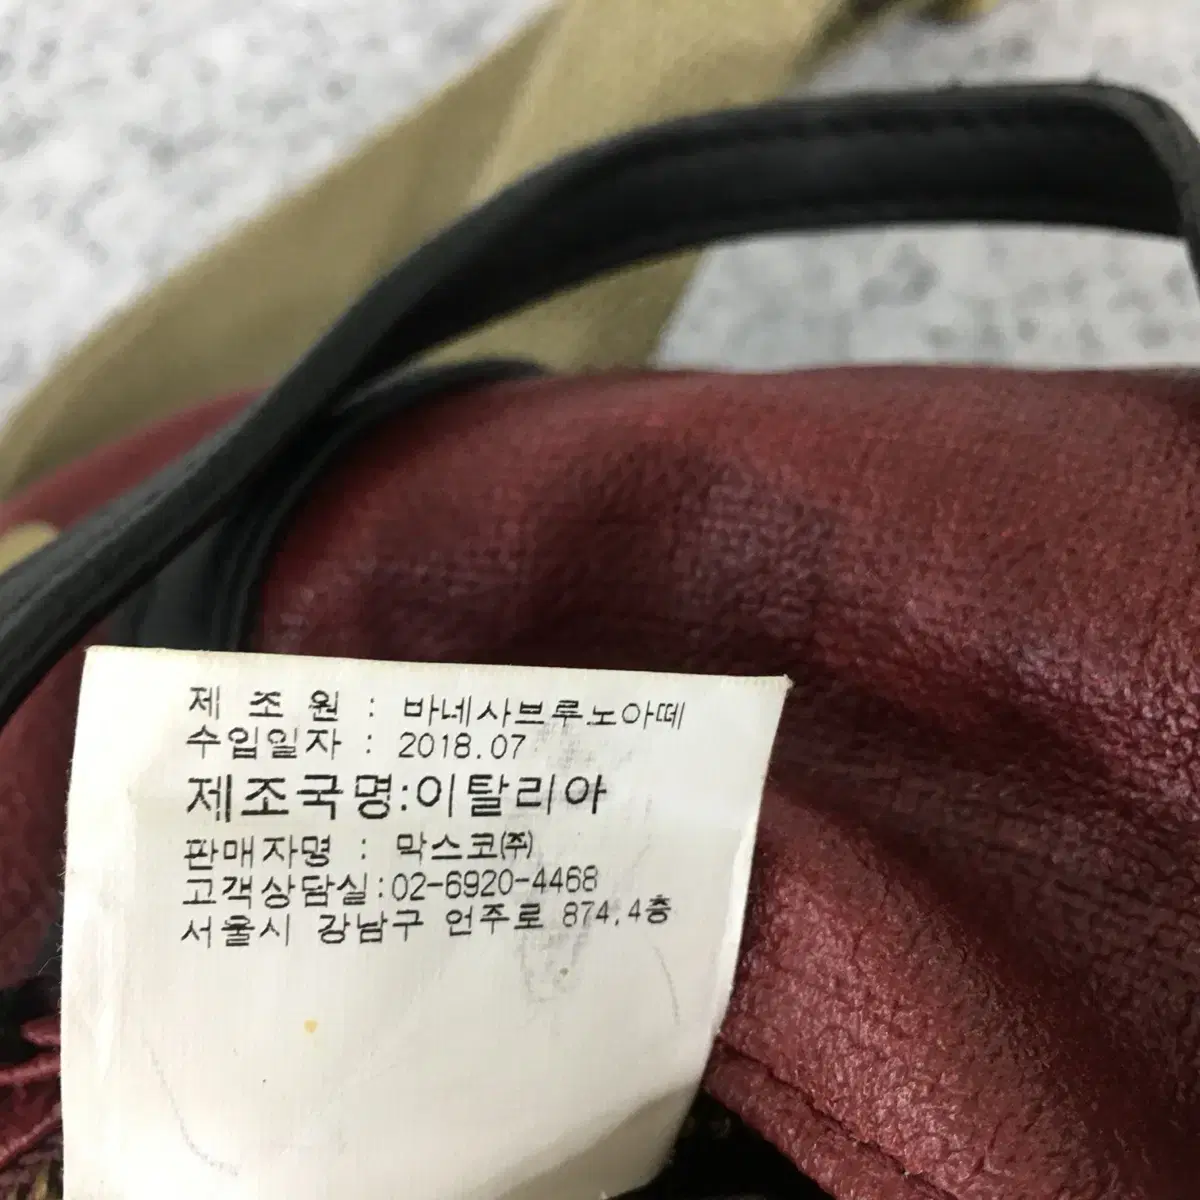 제 조 원 : 바네사브루노아떼
수입일자 : 2018.07
제조국명:이탈리아
판매자명 : 막스코(주)
고객상담실:02-6920-4468
서울시 강남구 언주로 874,4층